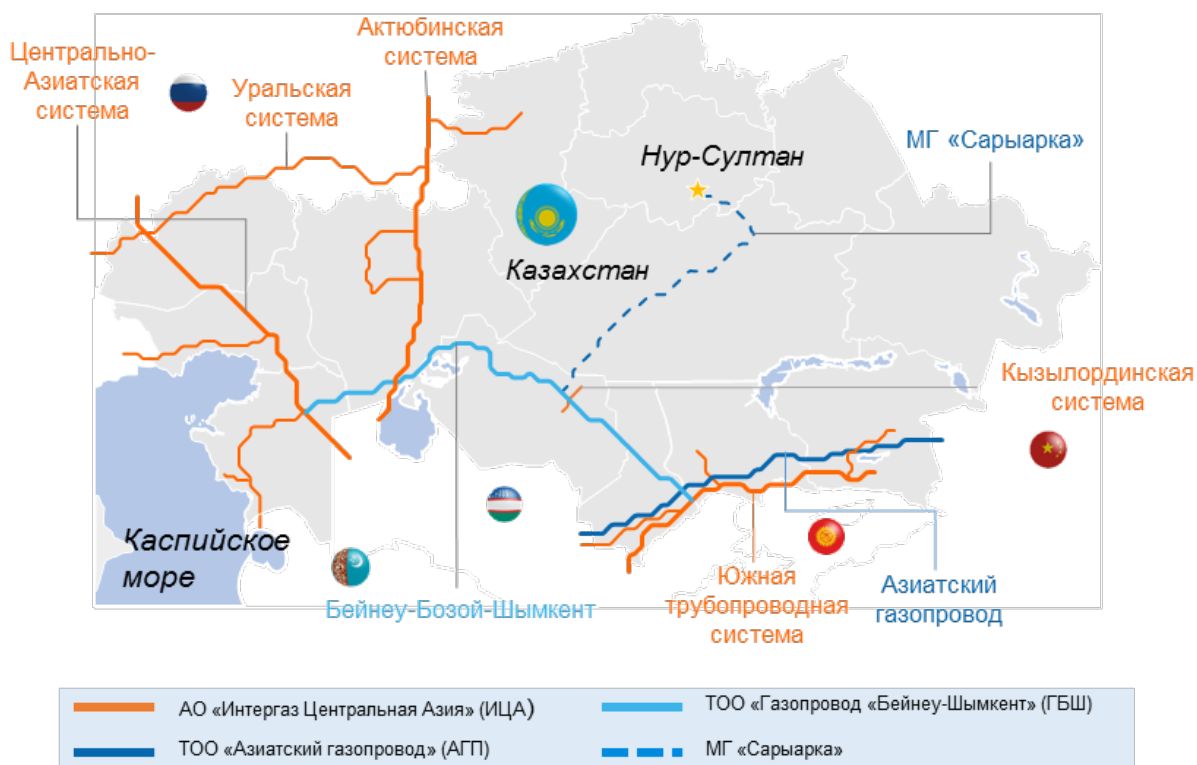 Актюбинская
система
Центрально-
Азиатская
система
Уральская
система
МГ «Сарыарка»
Нур-Султан
Казахстан
Кызылординская
система
Каспийское
море
Бейнеу-Бозой-Шымкент
Южная
трубопроводная
система
Азиатский
газопровод
АО «Интергаз Центральная Азия» (ИЦА)
ТОО «Газопровод «Бейнеу-Шымкент» (ГБШ)
ТОО «Азиатский газопровод» (АГП)
МГ «Сарыарка»